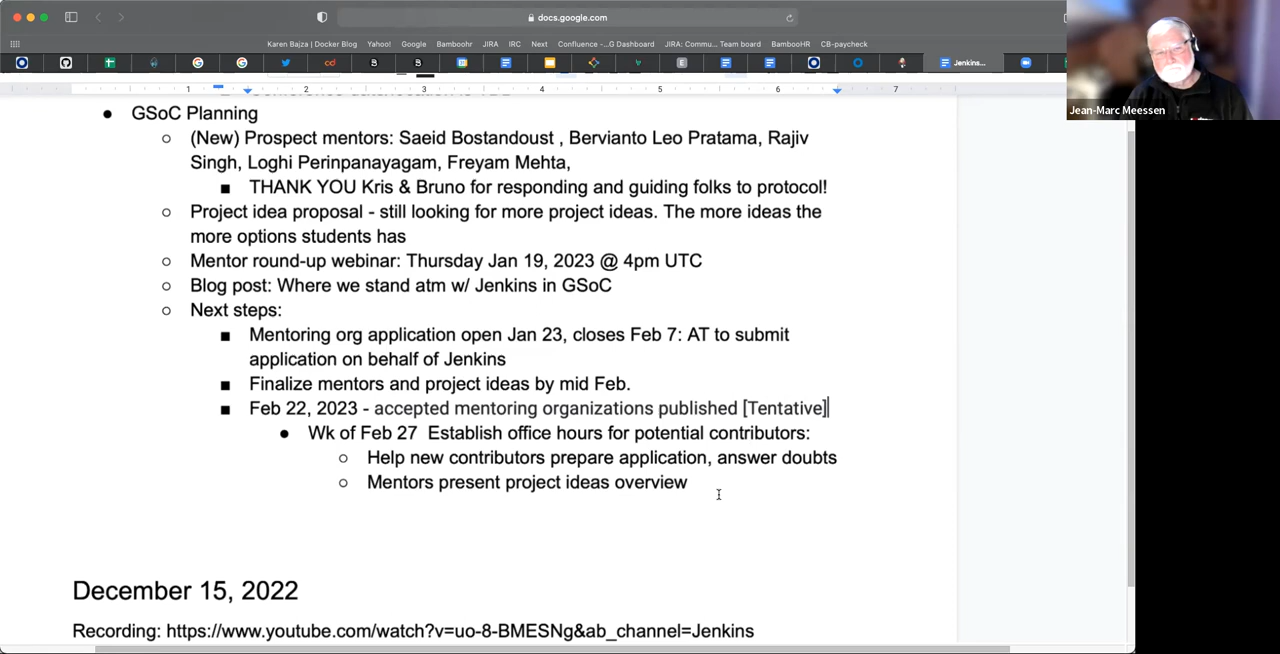 docs.google.com
Karen Bajza | Docker Blog Yahoo! Google Bamboohr JIRA IRC Next Confluence -...G Dashboard JIRA: Commu... Team board BambooHR CB-paycheck
Jenkins...
1 2 3 4 5 6 7
Jean-Marc Meessen
● GSoC Planning
○ (New) Prospect mentors: Saeid Bostandoust , Bervianto Leo Pratama, Rajiv
Singh, Loghi Perinpanayagam, Freyam Mehta,
■ THANK YOU Kris & Bruno for responding and guiding folks to protocol!
○ Project idea proposal - still looking for more project ideas. The more ideas the
more options students has
○ Mentor round-up webinar: Thursday Jan 19, 2023 @ 4pm UTC
○ Blog post: Where we stand atm w/ Jenkins in GSoC
○ Next steps:
■ Mentoring org application open Jan 23, closes Feb 7: AT to submit
application on behalf of Jenkins
■ Finalize mentors and project ideas by mid Feb.
■ Feb 22, 2023 - accepted mentoring organizations published [Tentative]
● Wk of Feb 27 Establish office hours for potential contributors:
○ Help new contributors prepare application, answer doubts
○ Mentors present project ideas overview
December 15, 2022
Recording: https://www.youtube.com/watch?v=uo-8-BMESNg&ab_channel=Jenkins